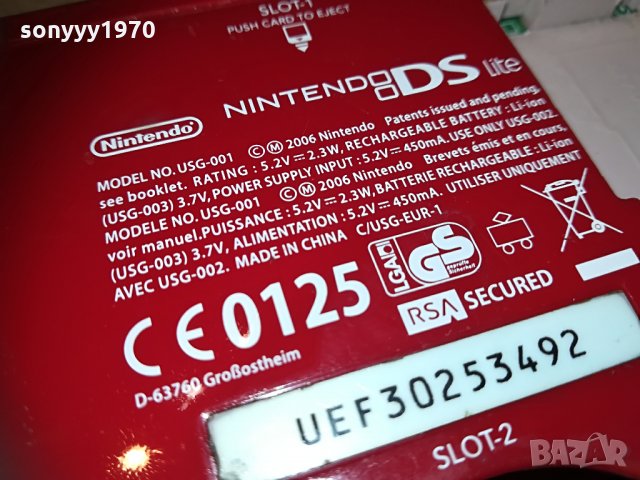 sonyyy1970
SLOT-1
PUSH CARD TO EJECT
NINTENDO DS lite
Nintendo
MODEL NO. USG-001 ©Ⓜ 2006 Nintendo Patents issued and pending,
see booklet. RATING : 5.2V⎓2.3W, RECHARGEABLE BATTERY : Li-ion
(USG-003) 3.7V, POWER SUPPLY INPUT : 5.2V⎓450mA. USE ONLY USG-002.
MODELE NO. USG-001 ©Ⓜ 2006 Nintendo Brevets émis et en cours,
voir manuel.PUISSANCE : 5.2V⎓2.3W, BATTERIE RECHARGEABLE : Li-ion
(USG-003) 3.7V, ALIMENTATION : 5.2V⎓450mA. UTILISER UNIQUEMENT
AVEC USG-002. MADE IN CHINA C/USG-EUR-1
CE0125
LGAI
GS
geprüfte
Sicherheit
RSA SECURED
D-63760 Großostheim
UEF30253492
SLOT-2
BAZAR